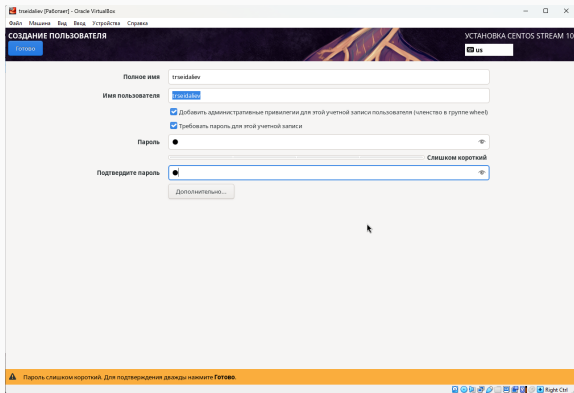 trseidaliev [Работает] - Oracle VirtualBox
Файл Машина Вид Ввод Устройства Справка
СОЗДАНИЕ ПОЛЬЗОВАТЕЛЯ
УСТАНОВКА CENTOS STREAM 10
Готово
us
Полное имя trseidaliev
Имя пользователя trseidaliev
Добавить административные привилегии для этой учетной записи пользователя (членство в группе wheel)
Требовать пароль для этой учетной записи
Пароль
Слишком короткий
Подтвердите пароль
Дополнительно...
Пароль слишком короткий. Для подтверждения дважды нажмите Готово.
Right Ctrl